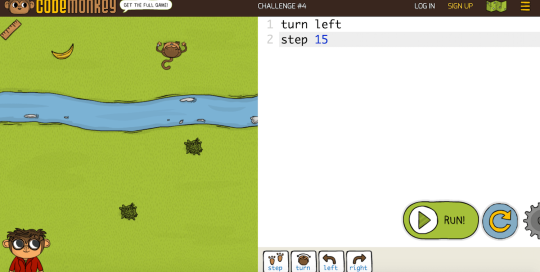 CODEMONKEY
GET THE FULL GAME!
CHALLENGE #4
LOG IN
SIGN UP
1 turn left
2 step 15
RUN!
step
turn
left
right